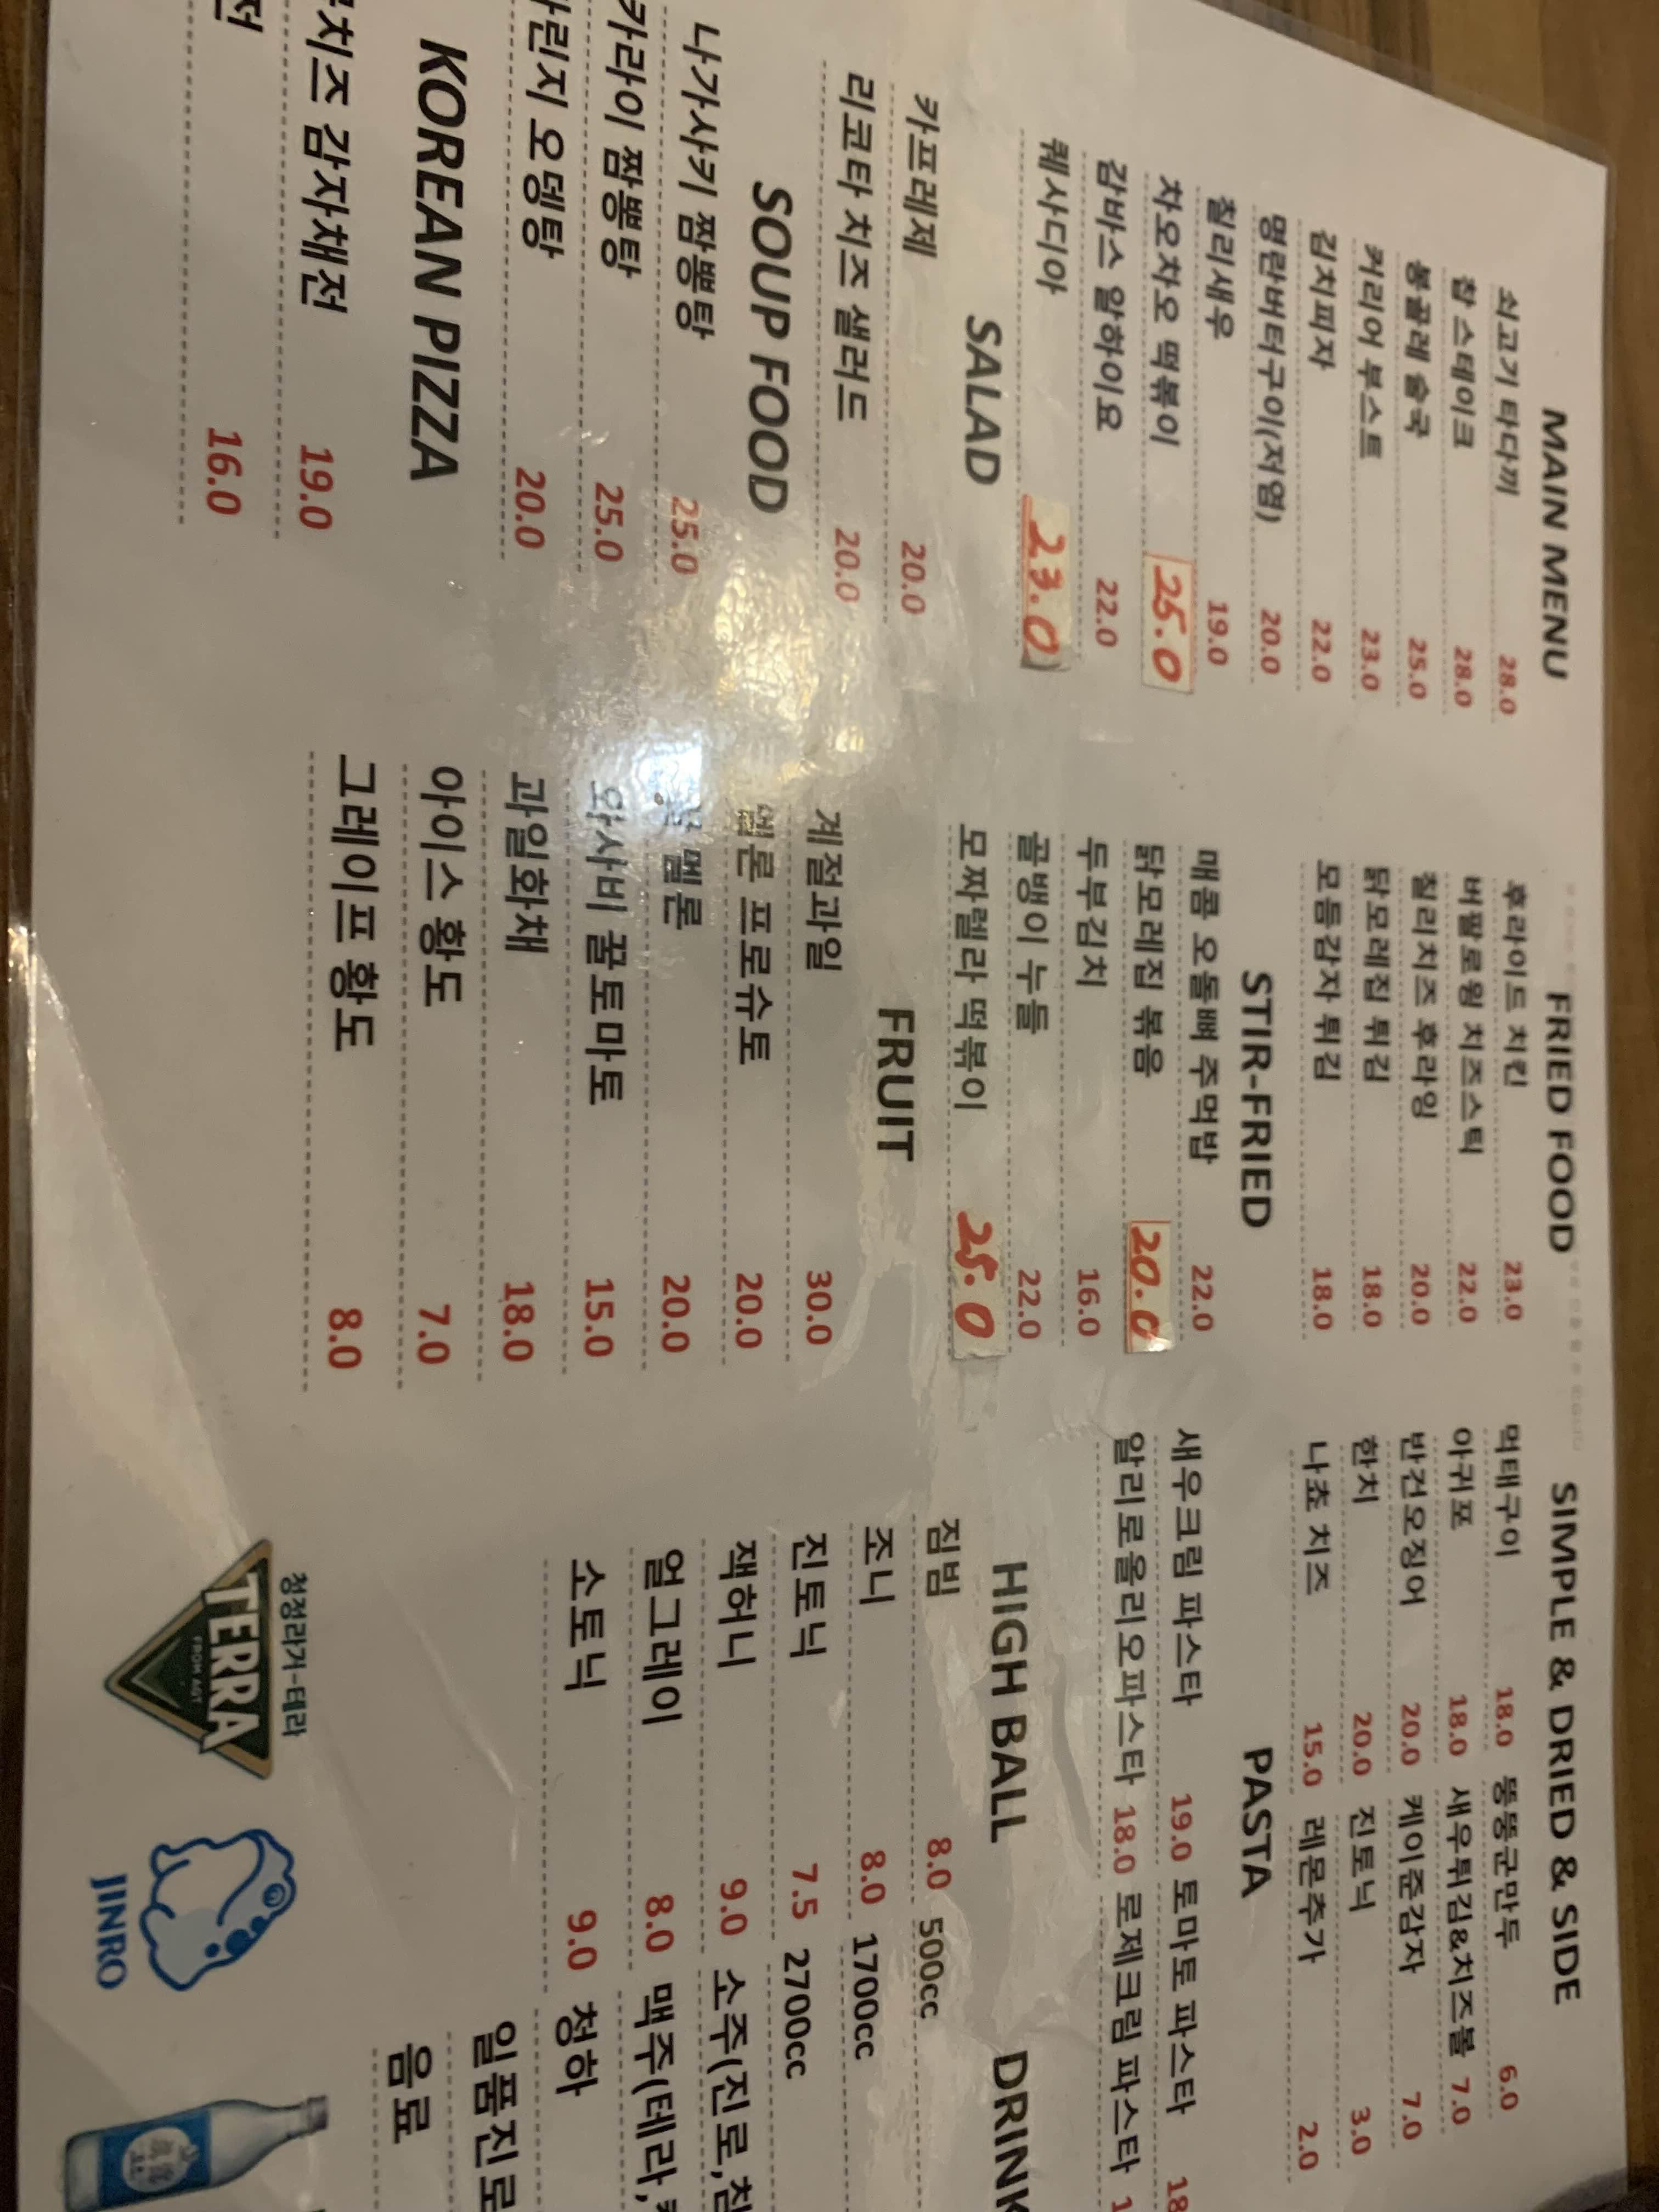 MAIN MENU
쇠고기 타다끼 28.0
찹 스테이크 28.0
봉골레 술국 25.0
커리어 부스트 23.0
김치피자 22.0
명란버터구이(저염) 20.0
칠리새우 19.0
차오차오 떡볶이 25.0
감바스 알하이요 22.0
퀘사디아 23.0
SALAD
카프레제 20.0
리코타 치즈 샐러드 20.0
SOUP FOOD
나가사키 짬뽕탕 25.0
카라이 짬뽕탕 25.0
오뎅탕 20.0
KOREAN PIZZA
감자채전 19.0
16.0
FRIED FOOD
후라이드 치킨 23.0
버팔로윙 치즈스틱 22.0
칠리치즈 후라잉 20.0
닭모래집 튀김 18.0
모듬감자 튀김 18.0
STIR-FRIED
매콤 오돌뼈 주먹밥 22.0
닭모래집 볶음 20.0
두부김치 16.0
골뱅이 누들 22.0
모짜렐라 떡볶이 25.0
FRUIT
계절과일 30.0
멜론 프로슈토 20.0
멜론 20.0
와사비 꿀토마토 15.0
과일화채 18.0
아이스 황도 7.0
그레이프 황도 8.0
SIMPLE & DRIED & SIDE
먹태구이 18.0 뚱뚱군만두 6.0
아귀포 18.0 새우튀김&치즈볼 7.0
반건오징어 20.0 케이준감자 7.0
한치 20.0 진토닉 3.0
나쵸 치즈 15.0 레몬추가 2.0
PASTA
새우크림 파스타 19.0 토마토 파스타 18
알리로올리오파스타 18.0 로제크림 파스타
HIGH BALL
짐빔 8.0
조니 8.0
진토닉 7.5
잭허니 9.0
얼그레이 8.0
소토닉 9.0
DRINK
500cc
1700cc
2700cc
소주(진로,참
맥주(테라,
청하
일품진로
음료
청정라거-테라
TERRA
FROM AGT
JINRO